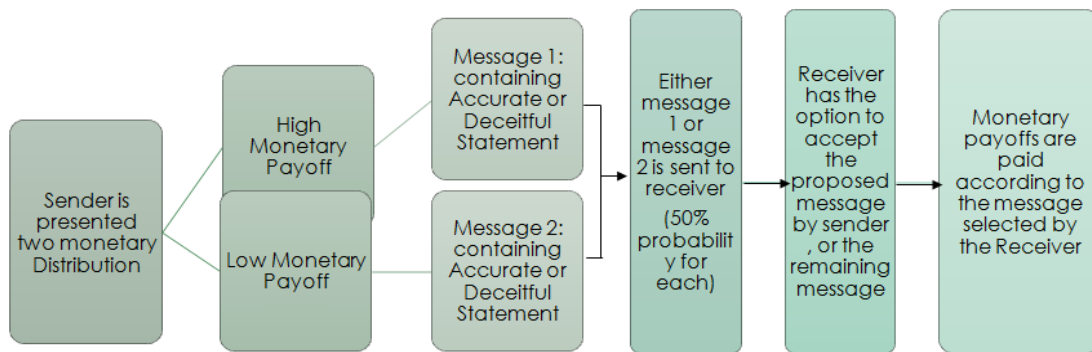 Sender is
presented
two monetary
Distribution
High
Monetary
Payoff
Low Monetary
Payoff
Message 1:
containing
Accurate or
Deceitful
Statement
Message 2:
containing
Accurate or
Deceitful
Statement
Either
message
1 or
message
2 is sent to
receiver
(50%
probabilit
y for
each)
Receiver
has the
option to
accept
the
proposed
message
by sender
, or the
remaining
message
Monetary
payoffs are
paid
according to
the message
selected by
the Receiver